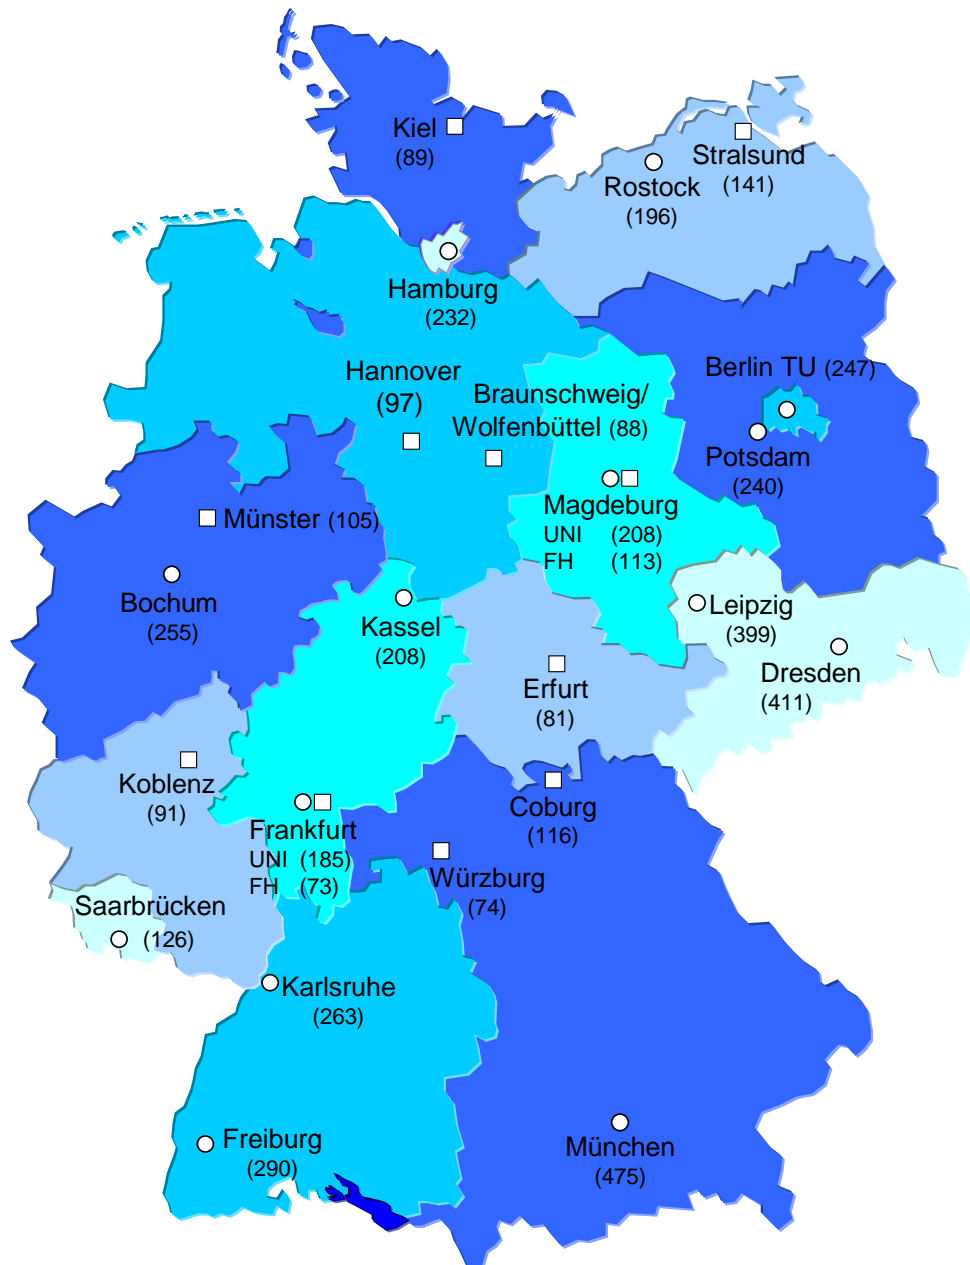 Kiel
(89)
Stralsund
(141)
Rostock
(196)
Hamburg
(232)
Hannover
(97)
Braunschweig/
Wolfenbüttel (88)
Berlin TU (247)
Potsdam
(240)
Magdeburg
UNI (208)
FH (113)
Münster (105)
Bochum
(255)
Kassel
(208)
Leipzig
(399)
Dresden
(411)
Erfurt
(81)
Koblenz
(91)
Coburg
(116)
Frankfurt
UNI (185)
FH (73)
Würzburg
(74)
Saarbrücken
(126)
Karlsruhe
(263)
Freiburg
(290)
München
(475)